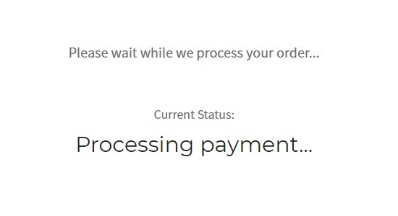 Please wait while we process your order...
Current Status:
Processing payment...